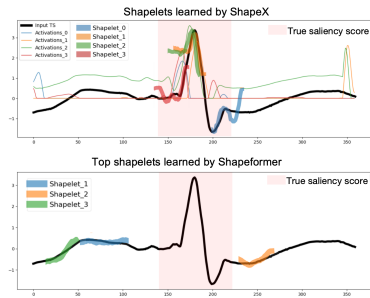 Shapelets learned by ShapeX
Input TS
Activations_0
Activations_1
Activations_2
Activations_3
Shapelet_0
Shapelet_1
Shapelet_2
Shapelet_3
True saliency score
3
2
1
0
−1
0
50
100
150
200
250
300
350
Top shapelets learned by Shapeformer
Shapelet_1
Shapelet_2
Shapelet_3
True saliency score
3
2
1
0
−1
0
50
100
150
200
250
300
350